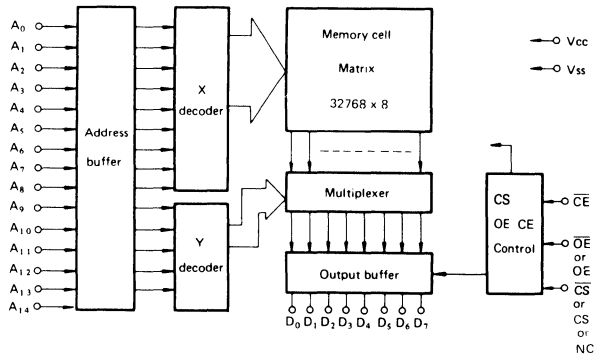 A0
A1
A2
A3
A4
A5
A6
A7
A8
A9
A10
A11
A12
A13
A14
Address
buffer
X
decoder
Y
decoder
Memory cell
Matrix
32768 x 8
Multiplexer
Output buffer
D0 D1 D2 D3 D4 D5 D6 D7
CS
OE CE
Control
Vcc
Vss
CE
OE
or
OE
CS
or
CS
or
NC